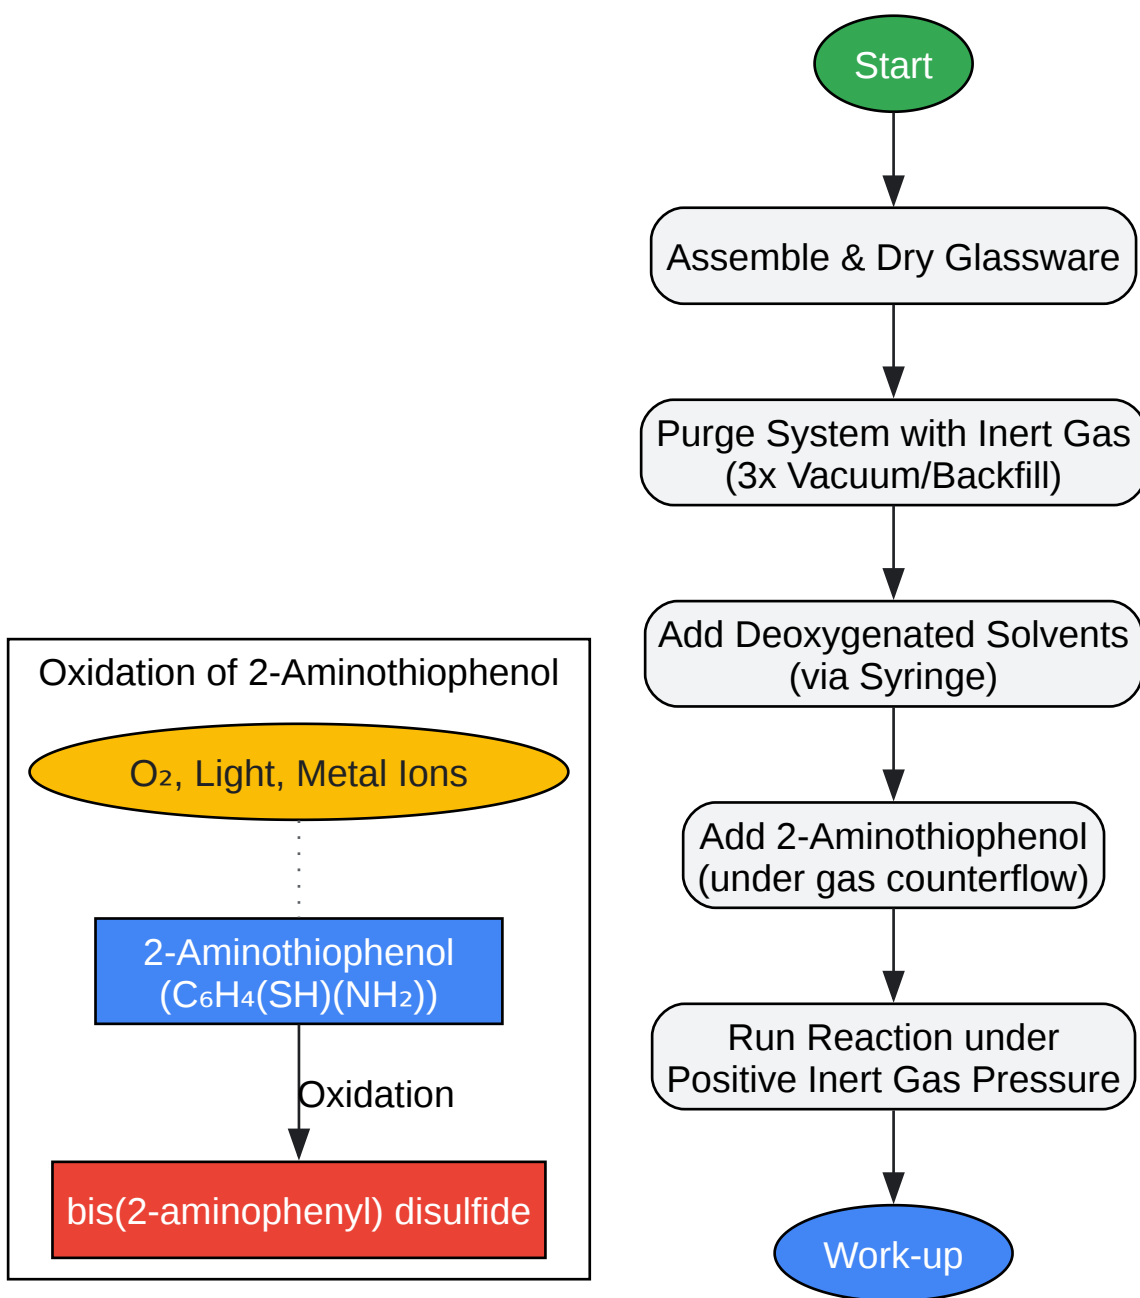 Start
Assemble & Dry Glassware
Purge System with Inert Gas
(3x Vacuum/Backfill)
Add Deoxygenated Solvents
(via Syringe)
Add 2-Aminothiophenol
(under gas counterflow)
Run Reaction under
Positive Inert Gas Pressure
Work-up
Oxidation of 2-Aminothiophenol
O₂, Light, Metal Ions
2-Aminothiophenol
(C₆H₄(SH)(NH₂))
Oxidation
bis(2-aminophenyl) disulfide